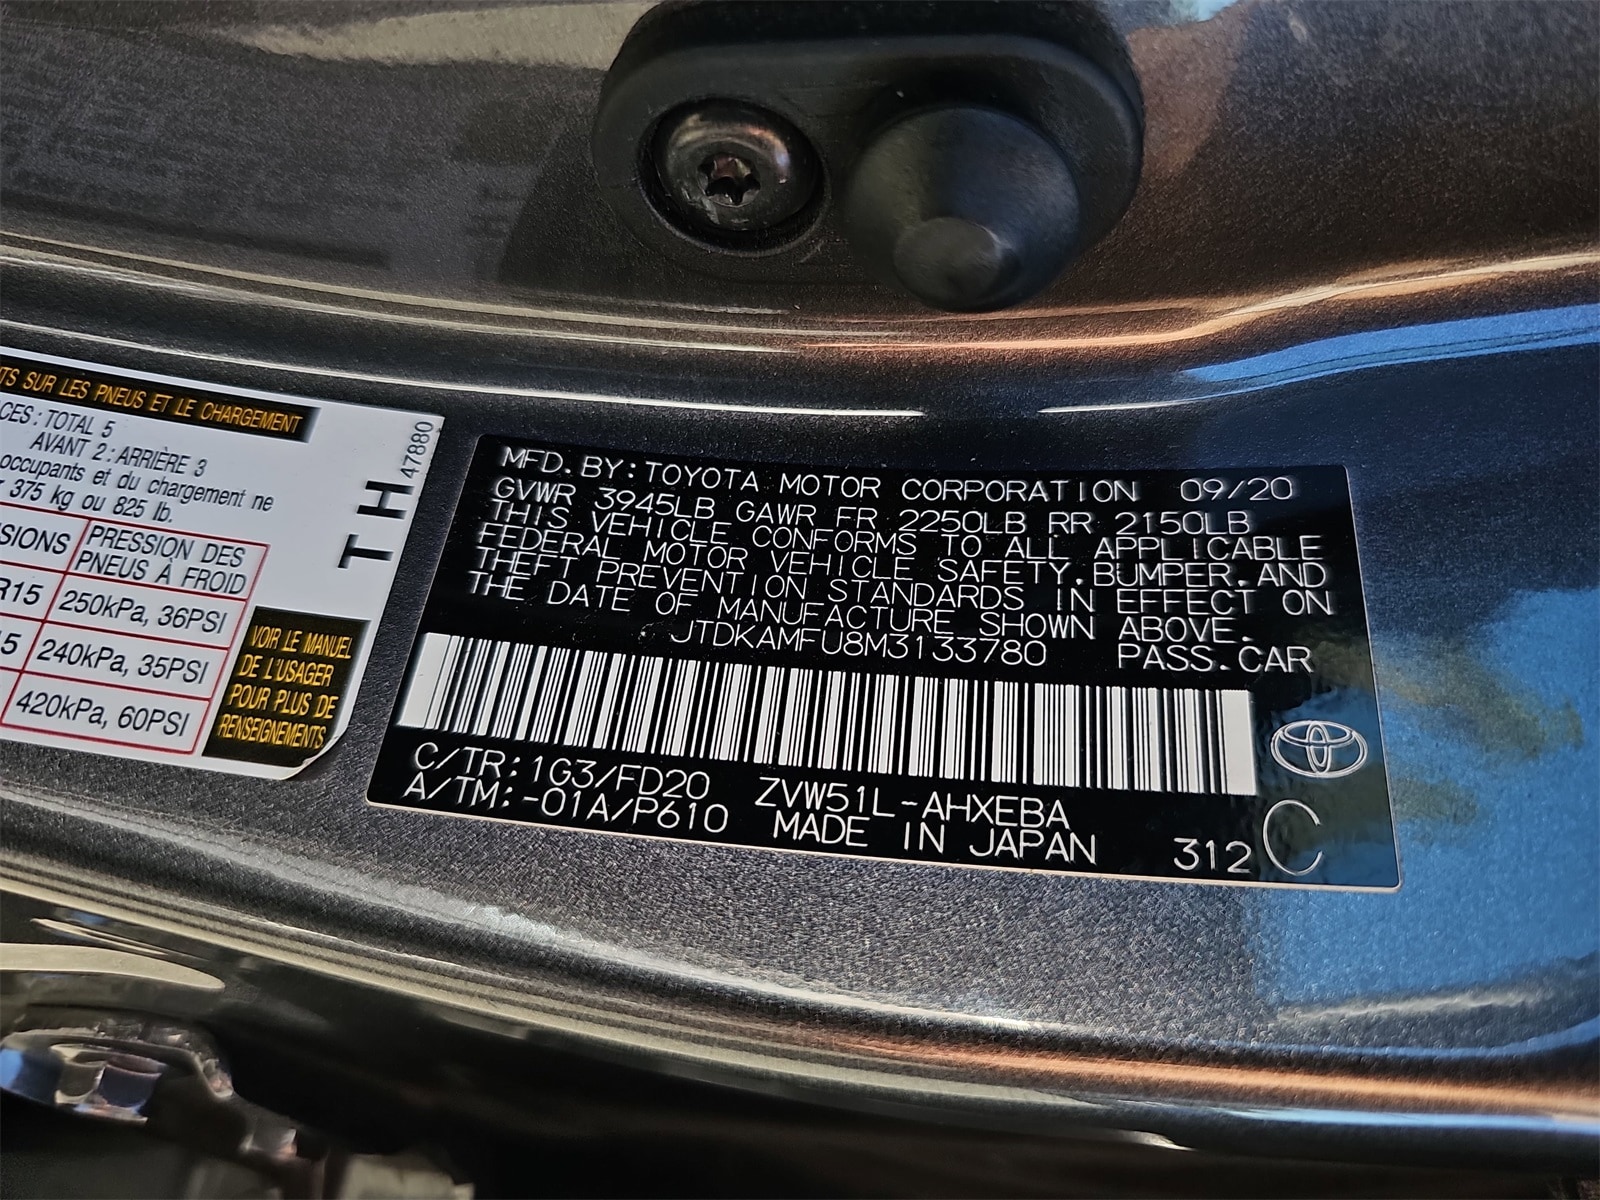 TS SUR LES PNEUS ET LE CHARGEMENT
CES: TOTAL 5
AVANT 2: ARRIÈRE 3
occupants et du chargement ne
375 kg ou 825 lb.
SIONS PRESSION DES
PNEUS À FROID
R15 250kPa, 36PSI
15 240kPa, 35PSI
420kPa, 60PSI
VOIR LE MANUEL
DE L'USAGER
POUR PLUS DE
RENSEIGNEMENTS
TH 47880
MFD. BY: TOYOTA MOTOR CORPORATION 09/20
GVWR 3945LB GAWR FR 2250LB RR 2150LB
THIS VEHICLE CONFORMS TO ALL APPLICABLE
FEDERAL MOTOR VEHICLE SAFETY, BUMPER, AND
THEFT PREVENTION STANDARDS IN EFFECT ON
THE DATE OF MANUFACTURE SHOWN ABOVE.
JTDKAMFU8M3133780 PASS. CAR
C/TR: 1G3/FD20 ZVW51L-AHXEBA
A/TM: -01A/P610 MADE IN JAPAN 312 C